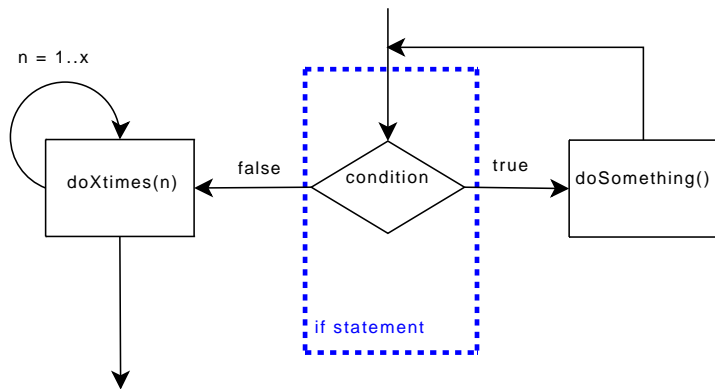 n = 1..x
false
condition
true
doXtimes(n)
doSomething()
if statement